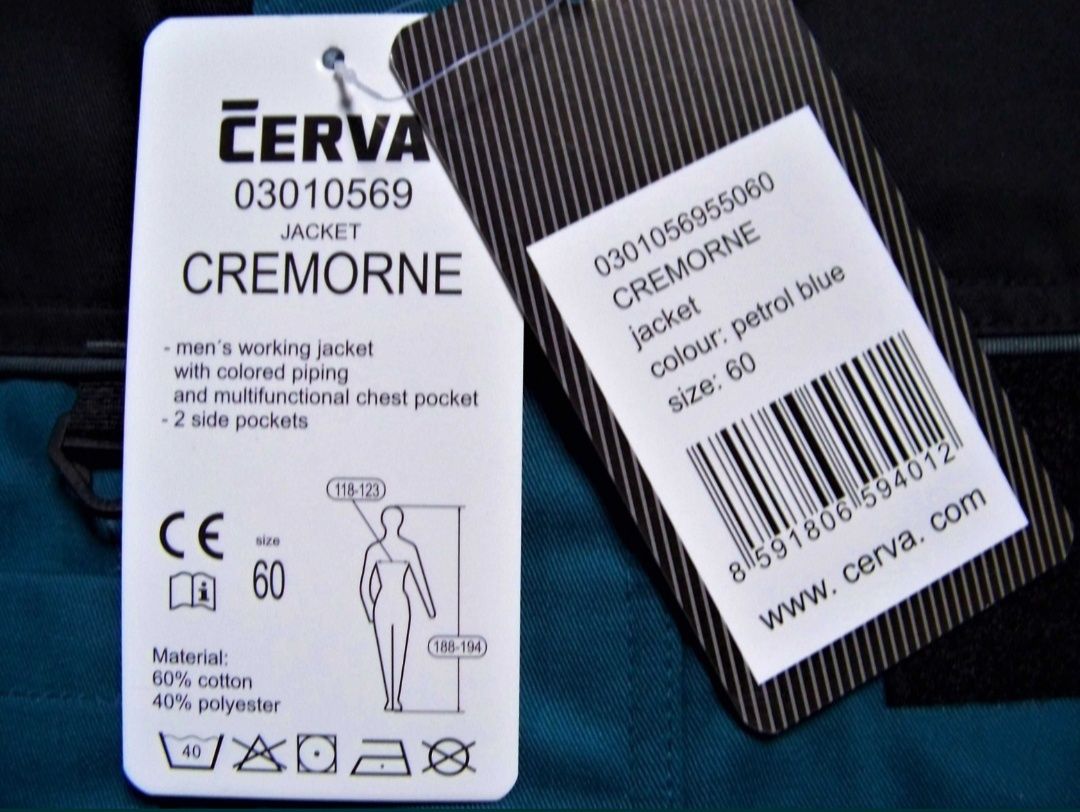 CERVA
03010569
JACKET
CREMORNE
- men´s working jacket
with colored piping
and multifunctional chest pocket
- 2 side pockets
118-123
CE
size
60
188-194
Material:
60% cotton
40% polyester
40
0301056955060
CREMORNE
jacket
colour: petrol blue
size: 60
8 591806 594012
www. cerva. com